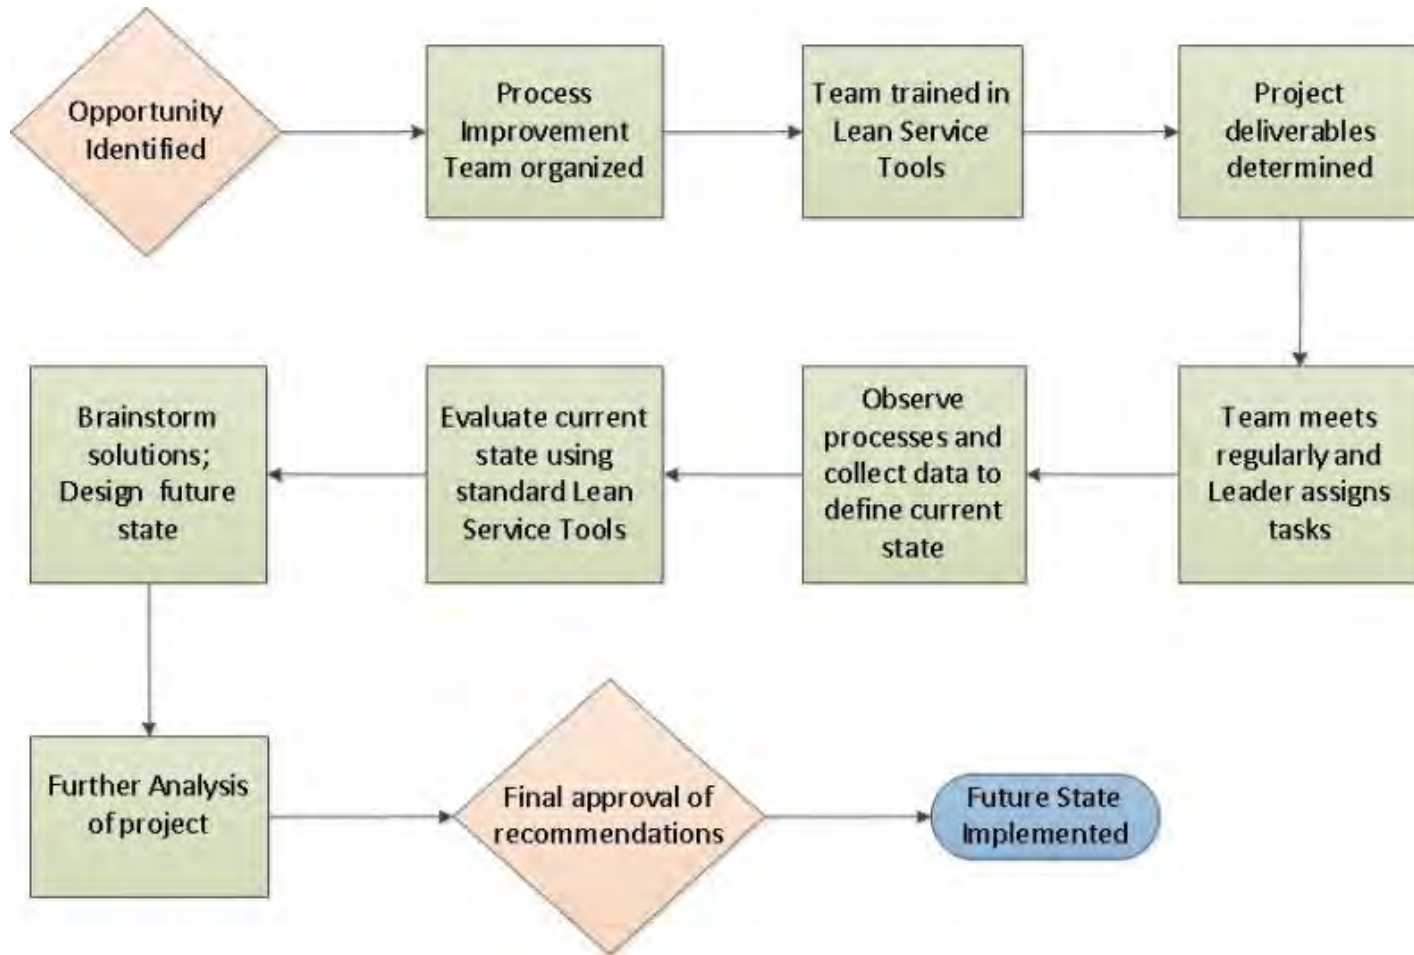 Opportunity
Identified
Process
Improvement
Team organized
Team trained in
Lean Service
Tools
Project
deliverables
determined
Team meets
regularly and
Leader assigns
tasks
Observe
processes and
collect data to
define current
state
Evaluate current
state using
standard Lean
Service Tools
Brainstorm
solutions;
Design future
state
Further Analysis
of project
Final approval of
recommendations
Future State
Implemented